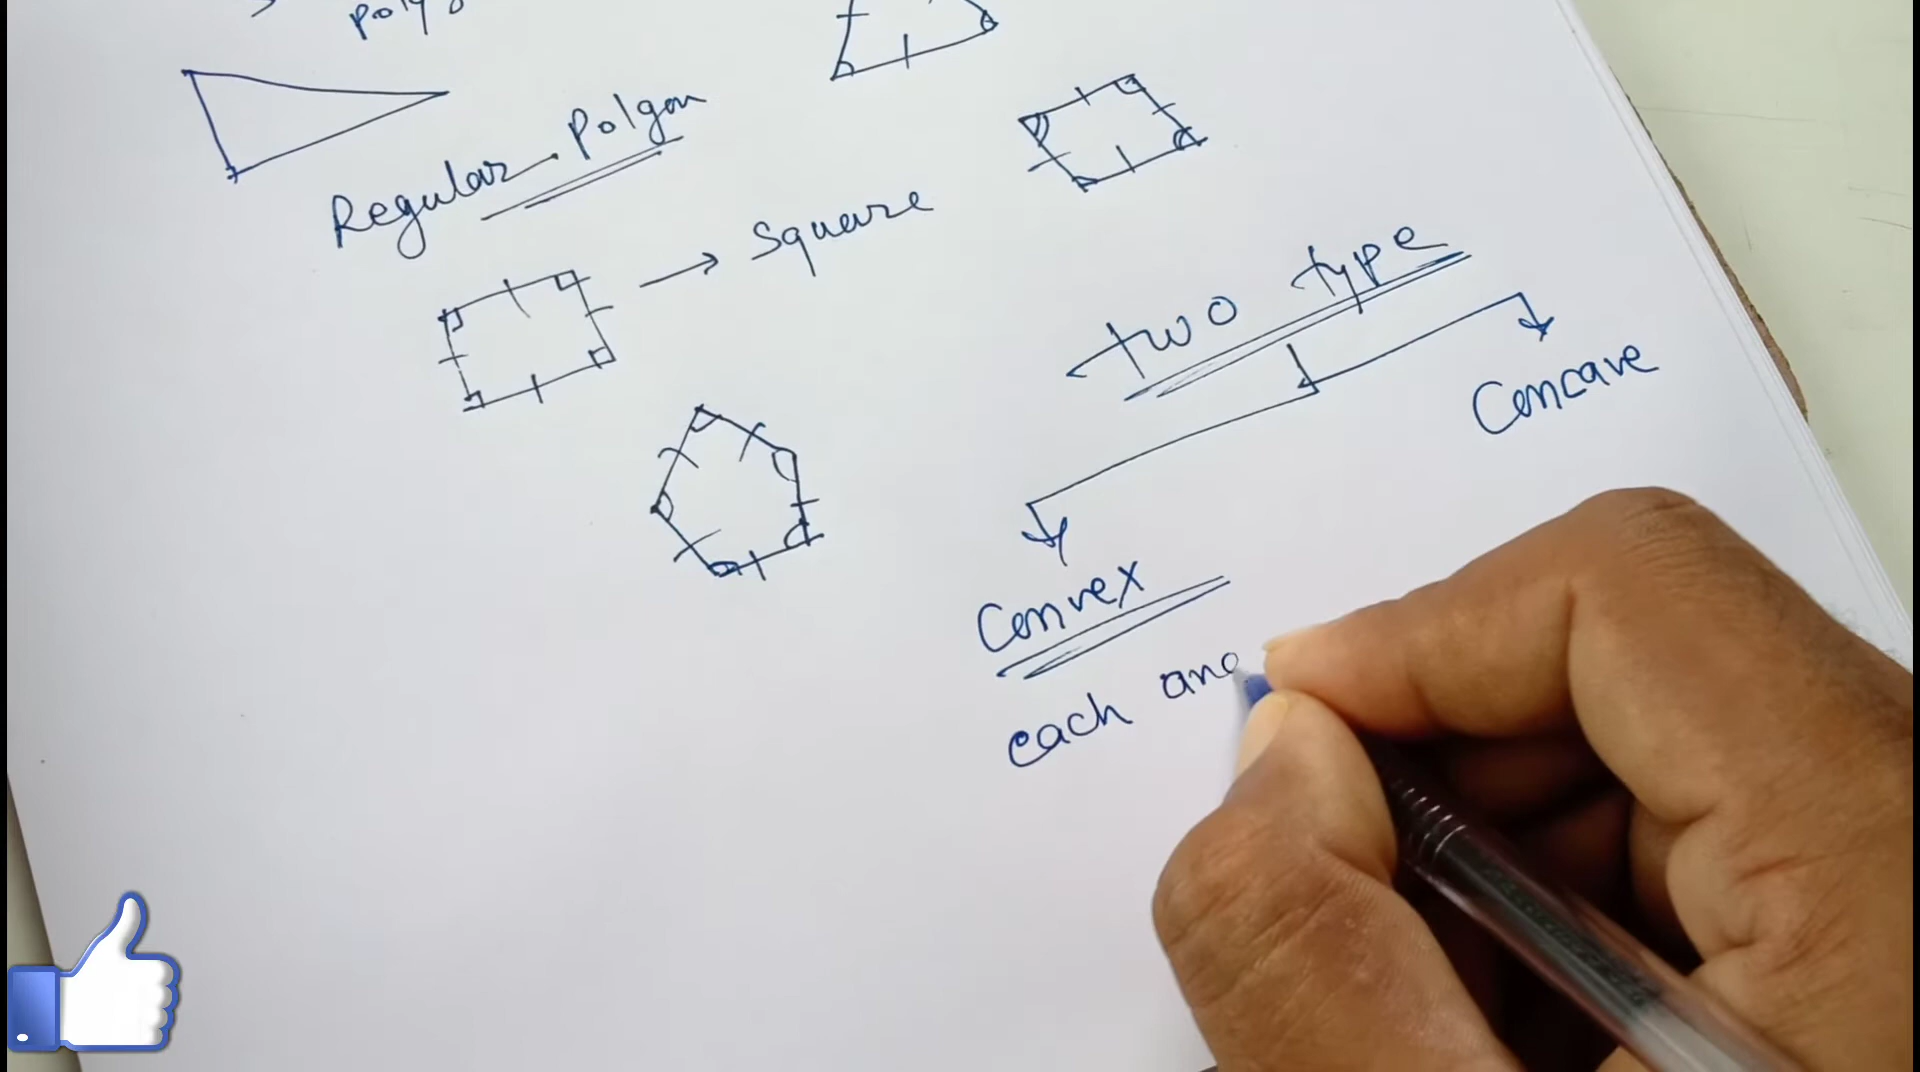 Regular Polgon
→ Square
two type
Concave
Convex
each ang